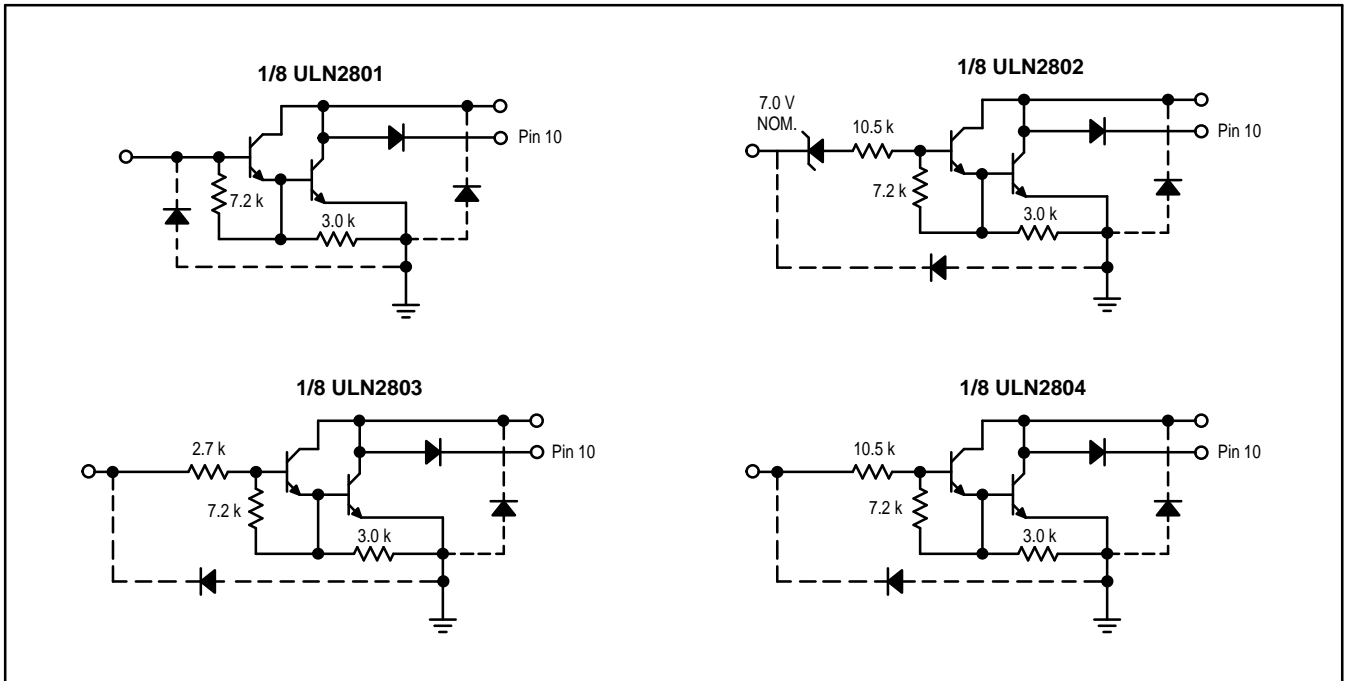 1/8 ULN2801
Pin 10
7.2 k
3.0 k
1/8 ULN2802
7.0 V
NOM.
10.5 k
Pin 10
7.2 k
3.0 k
1/8 ULN2803
2.7 k
Pin 10
7.2 k
3.0 k
1/8 ULN2804
10.5 k
Pin 10
7.2 k
3.0 k